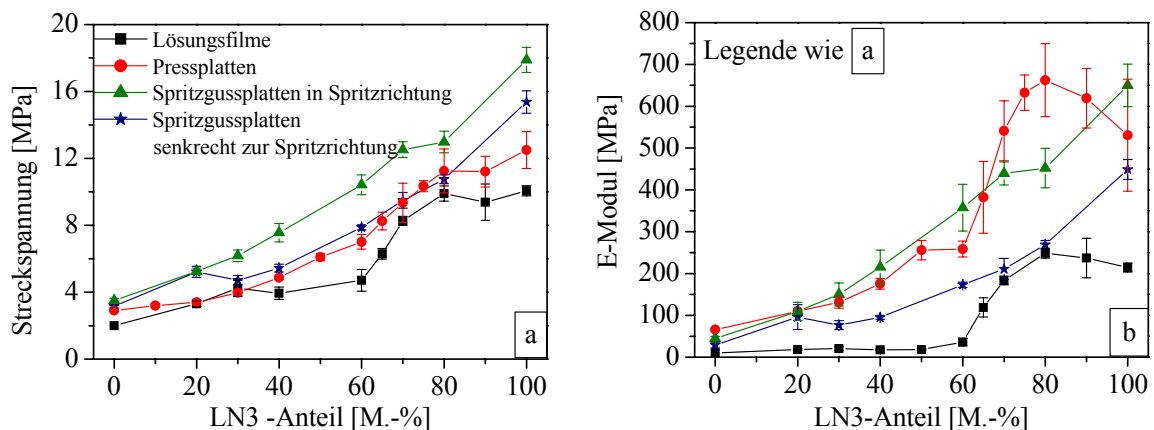 20
16
12
8
4
0
Streckspannung [MPa]
Lösungsfilme
Pressplatten
Spritzgussplatten in Spritzrichtung
Spritzgussplatten
senkrecht zur Spritzrichtung
a
0 20 40 60 80 100
LN3 -Anteil [M.-%]
800
700
600
500
400
300
200
100
0
E-Modul [MPa]
Legende wie a
b
0 20 40 60 80 100
LN3-Anteil [M.-%]